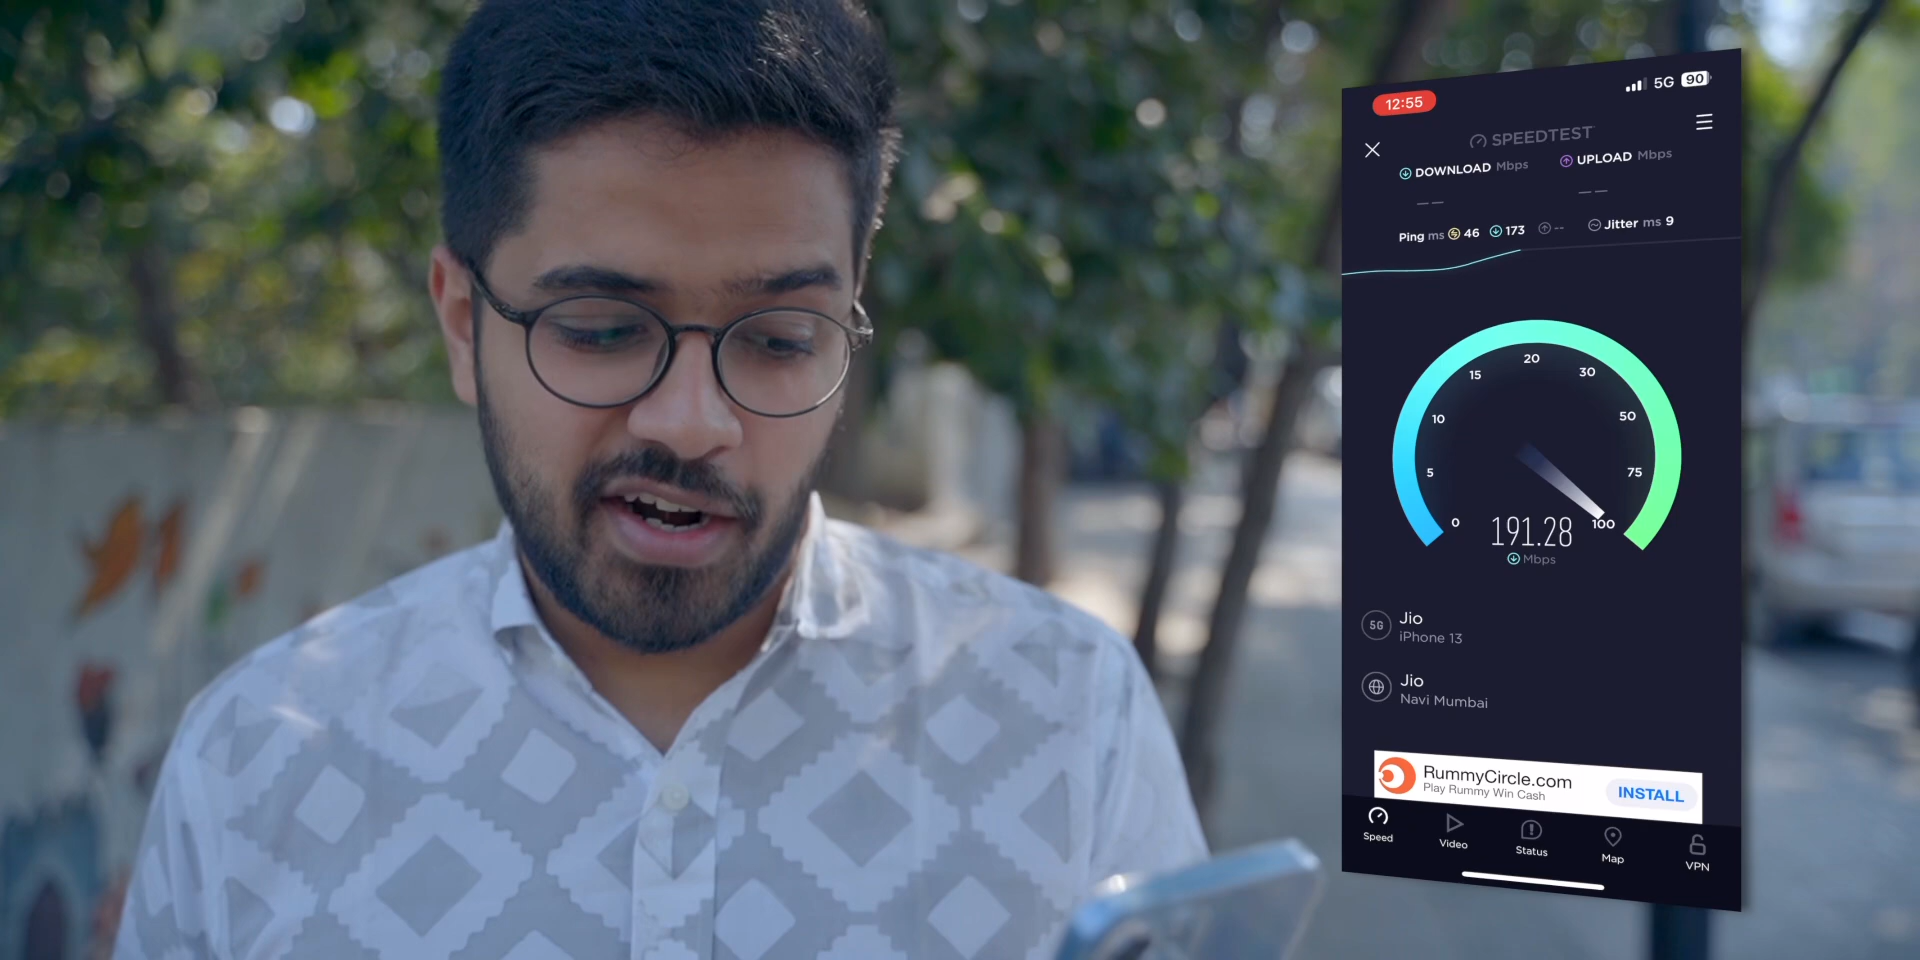 12:55
5G 90
SPEEDTEST
DOWNLOAD Mbps
UPLOAD Mbps
— —
— —
Ping ms 46 173 -- Jitter ms 9
0
5
10
15
20
30
50
75
100
191.28
Mbps
5G
Jio
iPhone 13
Jio
Navi Mumbai
RummyCircle.com
Play Rummy Win Cash
INSTALL
Speed
Video
Status
Map
VPN